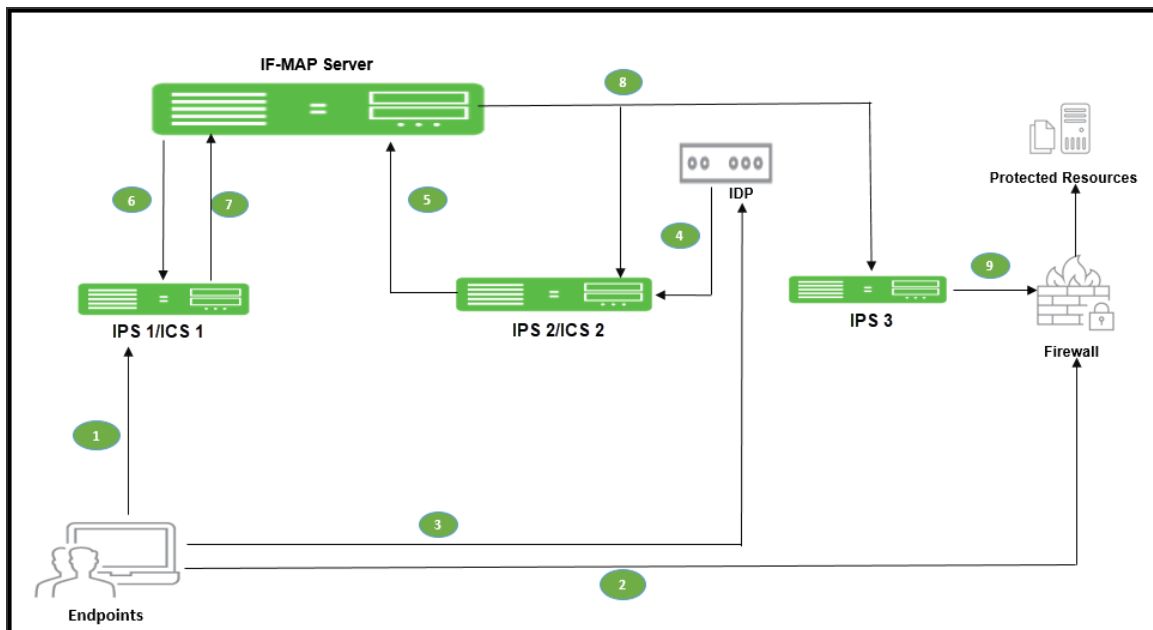 IF-MAP Server
8
6
7
5
IDP
4
Protected Resources
9
IPS 1/ICS 1
IPS 2/ICS 2
IPS 3
Firewall
1
3
2
Endpoints